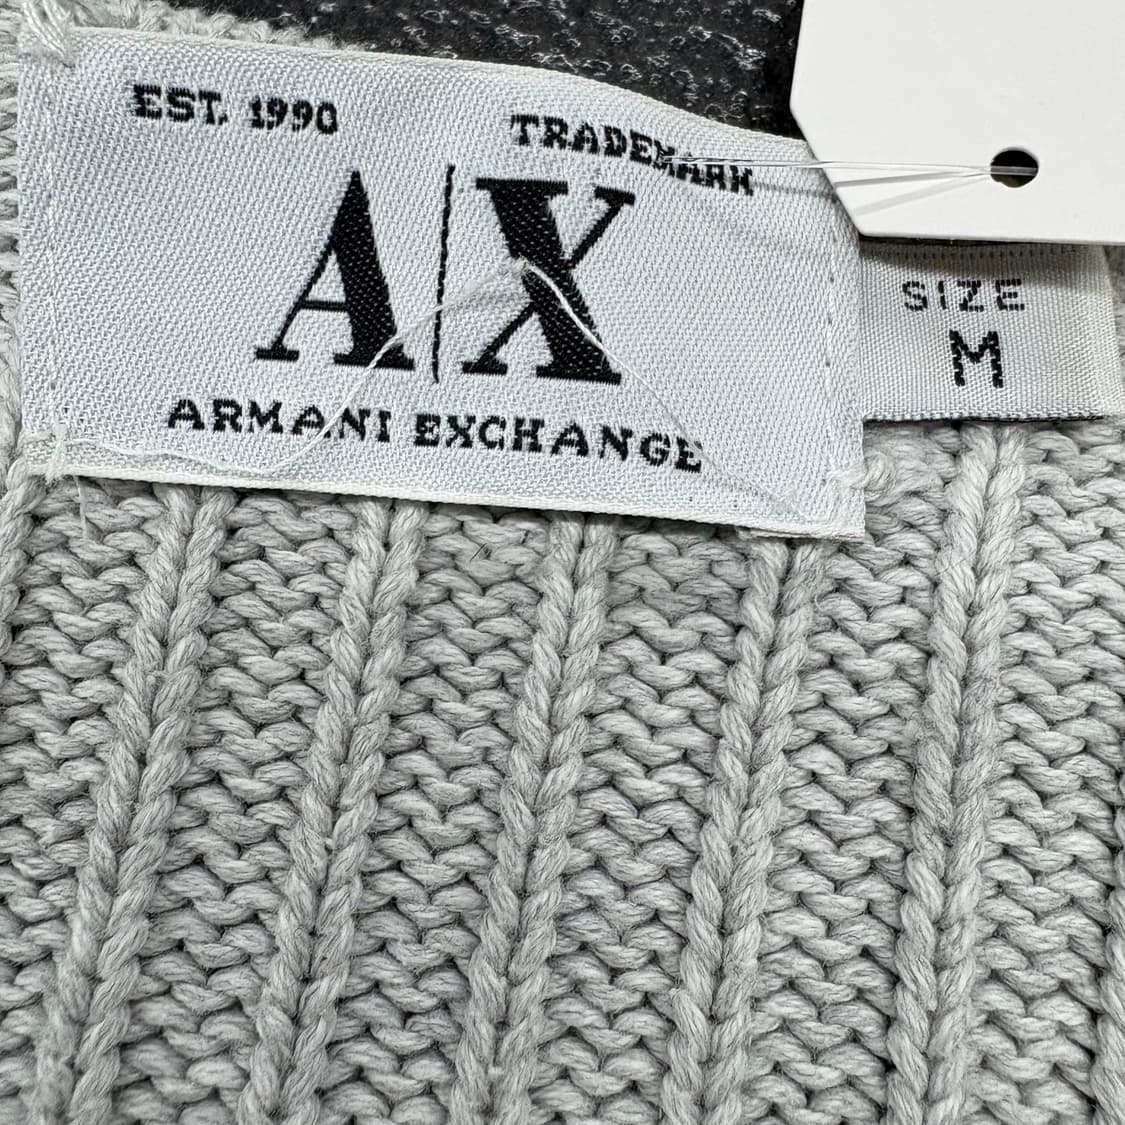 EST. 1990
TRADEMARK
A|X
ARMANI EXCHANGE
SIZE
M